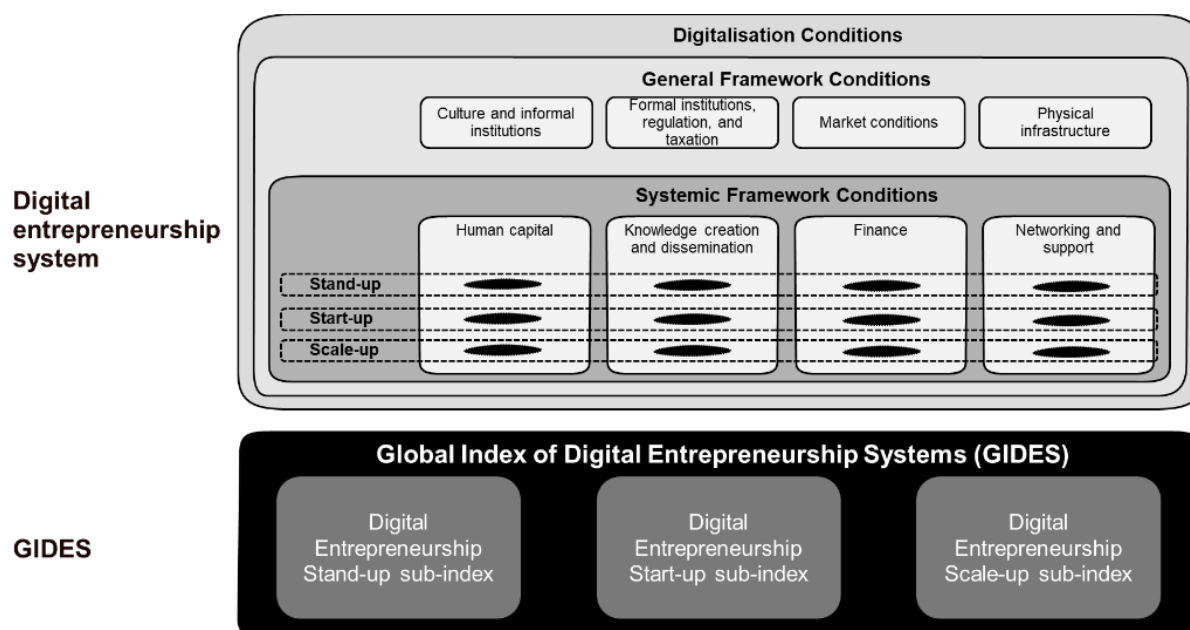 Digitalisation Conditions
General Framework Conditions
Culture and informal
institutions
Formal institutions,
regulation, and
taxation
Market conditions
Physical
infrastructure
Digital
entrepreneurship
system
Systemic Framework Conditions
Human capital
Knowledge creation
and dissemination
Finance
Networking and
support
Stand-up
Start-up
Scale-up
Global Index of Digital Entrepreneurship Systems (GIDES)
GIDES
Digital
Entrepreneurship
Stand-up sub-index
Digital
Entrepreneurship
Start-up sub-index
Digital
Entrepreneurship
Scale-up sub-index